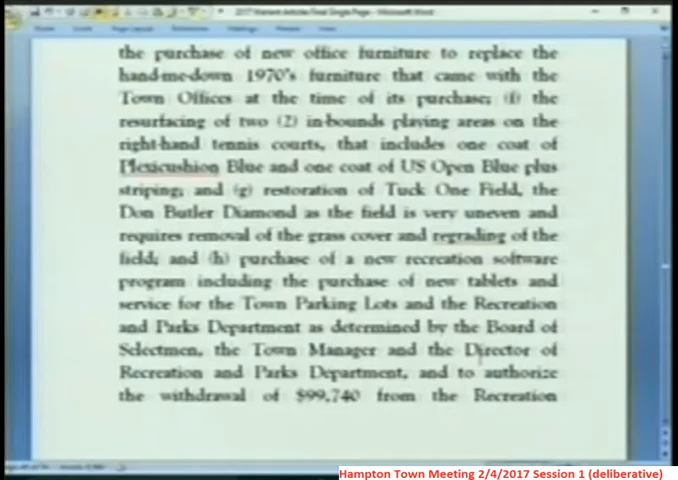 2017 Warrant Articles Final Single Page - Microsoft Word
the purchase of new office furniture to replace the
hand-me-down 1970's furniture that came with the
Town Offices at the time of its purchase; (f) the
resurfacing of two (2) in-bounds playing areas on the
right-hand tennis courts, that includes one coat of
Plexicushion Blue and one coat of US Open Blue plus
striping; and (g) restoration of Tuck One Field, the
Don Butler Diamond as the field is very uneven and
requires removal of the grass cover and regrading of the
field; and (h) purchase of a new recreation software
program including the purchase of new tablets and
service for the Town Parking Lots and the Recreation
and Parks Department as determined by the Board of
Selectmen, the Town Manager and the Director of
Recreation and Parks Department, and to authorize
the withdrawal of $99,740 from the Recreation
Hampton Town Meeting 2/4/2017 Session 1 (deliberative)